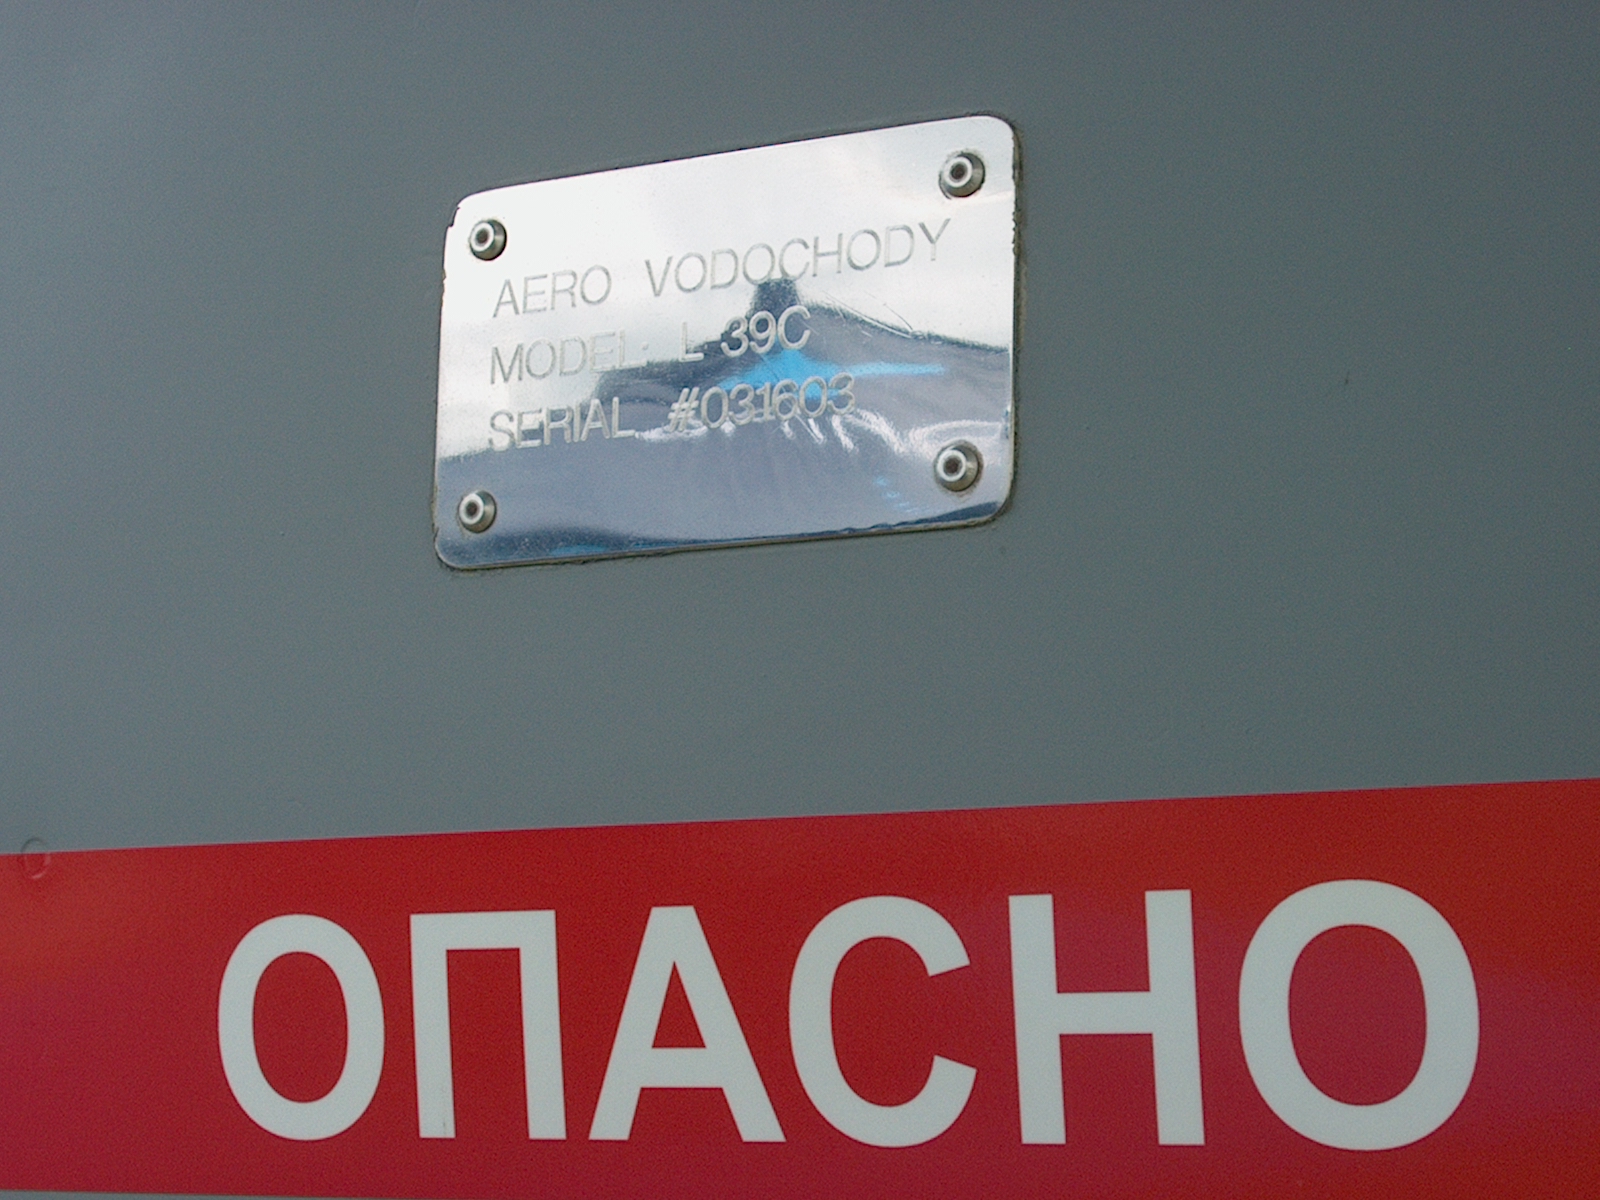 AERO VODOCHODY
MODEL: L 39C
SERIAL #031603
ОПАСНО